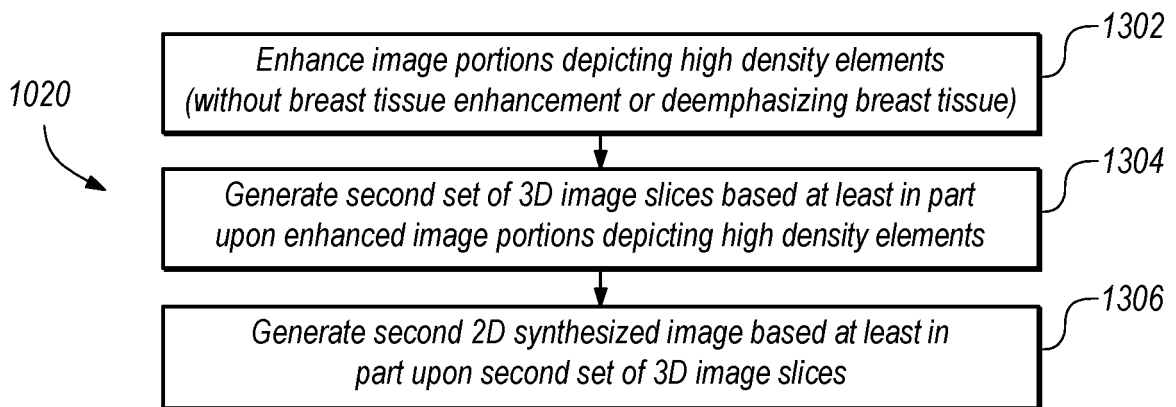 1302
Enhance image portions depicting high density elements
(without breast tissue enhancement or deemphasizing breast tissue)
1020
1304
Generate second set of 3D image slices based at least in part
upon enhanced image portions depicting high density elements
1306
Generate second 2D synthesized image based at least in
part upon second set of 3D image slices